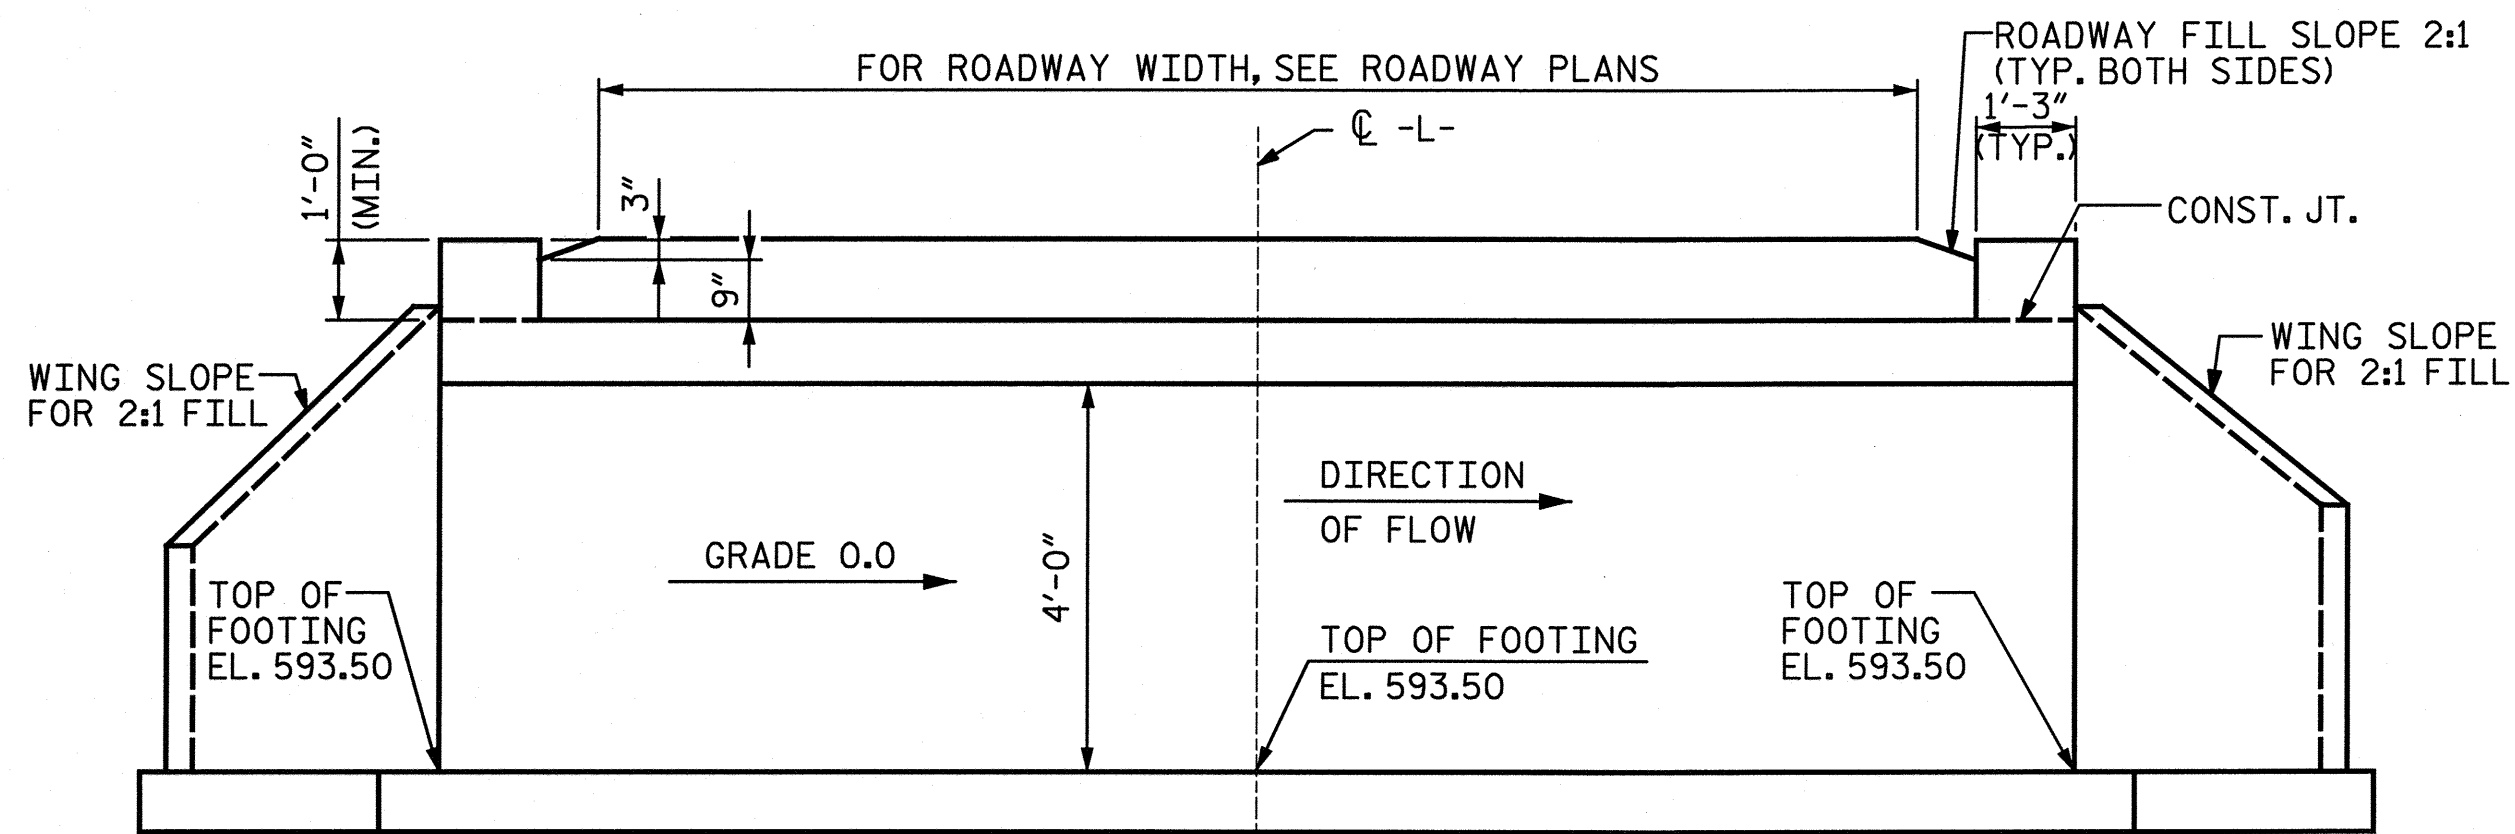 ROADWAY FILL SLOPE 2:1
(TYP. BOTH SIDES)
FOR ROADWAY WIDTH, SEE ROADWAY PLANS
1'-3"
(TYP.)
℄ -L-
1'-0"
(MIN.)
3"
9"
CONST. JT.
WING SLOPE
FOR 2:1 FILL
WING SLOPE
FOR 2:1 FILL
DIRECTION
OF FLOW
GRADE 0.0
4'-0"
TOP OF
FOOTING
EL. 593.50
TOP OF FOOTING
EL. 593.50
TOP OF
FOOTING
EL. 593.50